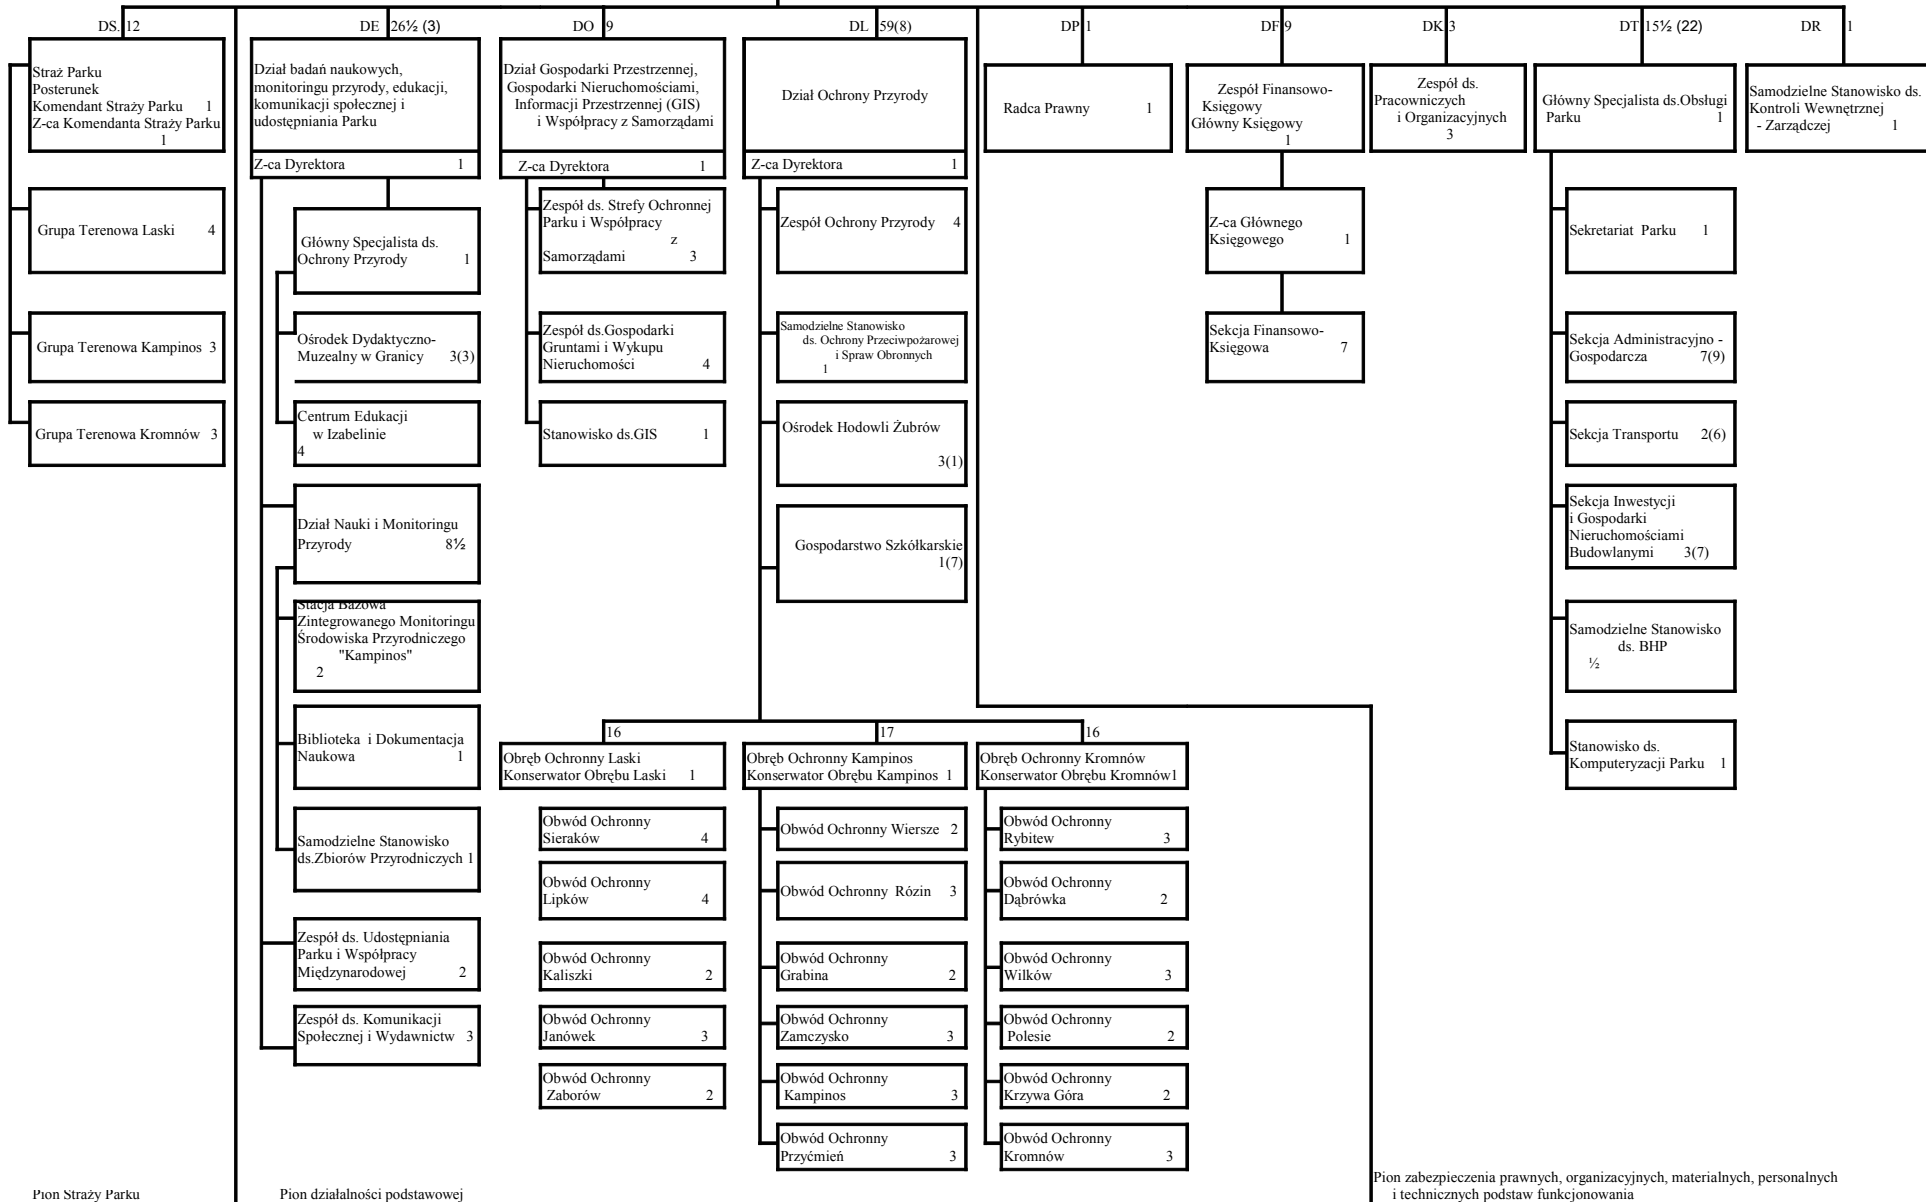 DS. 12
DE 26½ (3)
DO 9
DL 59(8)
DP 1
DF 9
DK 3
DT 15½ (22)
DR 1
Straż Parku
Posterunek
Komendant Straży Parku 1
Z-ca Komendanta Straży Parku
1
Grupa Terenowa Laski 4
Grupa Terenowa Kampinos 3
Grupa Terenowa Kromnów 3
Dział badań naukowych,
monitoringu przyrody, edukacji,
komunikacji społecznej i
udostępniania Parku
Z-ca Dyrektora 1
Główny Specjalista ds.
Ochrony Przyrody 1
Ośrodek Dydaktyczno-
Muzealny w Granicy 3(3)
Centrum Edukacji
w Izabelinie
4
Dział Nauki i Monitoringu
Przyrody 8½
Stacja Bazowa
Zintegrowanego Monitoringu
Środowiska Przyrodniczego
"Kampinos"
2
Biblioteka i Dokumentacja
Naukowa 1
Samodzielne Stanowisko
ds.Zbiorów Przyrodniczych 1
Zespół ds. Udostępniania
Parku i Współpracy
Międzynarodowej 2
Zespół ds. Komunikacji
Społecznej i Wydawnictw 3
Dział Gospodarki Przestrzennej,
Gospodarki Nieruchomościami,
Informacji Przestrzennej (GIS)
i Współpracy z Samorządami
Z-ca Dyrektora 1
Zespół ds. Strefy Ochronnej
Parku i Współpracy
z
Samorządami 3
Zespół ds.Gospodarki
Gruntami i Wykupu
Nieruchomości 4
Stanowisko ds.GIS 1
Dział Ochrony Przyrody
Z-ca Dyrektora 1
Zespół Ochrony Przyrody 4
Samodzielne Stanowisko
ds. Ochrony Przeciwpożarowej
i Spraw Obronnych
1
Ośrodek Hodowli Żubrów
3(1)
Gospodarstwo Szkółkarskie
1(7)
16
Obręb Ochronny Laski
Konserwator Obrębu Laski 1
Obwód Ochronny
Sieraków 4
Obwód Ochronny
Lipków 4
Obwód Ochronny
Kaliszki 2
Obwód Ochronny
Janówek 3
Obwód Ochronny
Zaborów 2
17
Obręb Ochronny Kampinos
Konserwator Obrębu Kampinos 1
Obwód Ochronny Wiersze 2
Obwód Ochronny Rózin 3
Obwód Ochronny
Grabina 2
Obwód Ochronny
Zamczysko 3
Obwód Ochronny
Kampinos 3
Obwód Ochronny
Przyćmień 3
16
Obręb Ochronny Kromnów
Konserwator Obrębu Kromnów1
Obwód Ochronny
Rybitew 3
Obwód Ochronny
Dąbrówka 2
Obwód Ochronny
Wilków 3
Obwód Ochronny
Polesie 2
Obwód Ochronny
Krzywa Góra 2
Obwód Ochronny
Kromnów 3
Radca Prawny 1
Zespół Finansowo-
Księgowy
Główny Księgowy
1
Z-ca Głównego
Księgowego 1
Sekcja Finansowo-
Księgowa 7
Zespół ds.
Pracowniczych
i Organizacyjnych
3
Główny Specjalista ds.Obsługi
Parku 1
Sekretariat Parku 1
Sekcja Administracyjno -
Gospodarcza 7(9)
Sekcja Transportu 2(6)
Sekcja Inwestycji
i Gospodarki
Nieruchomościami
Budowlanymi 3(7)
Samodzielne Stanowisko
ds. BHP
½
Stanowisko ds.
Komputeryzacji Parku 1
Samodzielne Stanowisko ds.
Kontroli Wewnętrznej
- Zarządczej 1
Pion Straży Parku
Pion działalności podstawowej
Pion zabezpieczenia prawnych, organizacyjnych, materialnych, personalnych
i technicznych podstaw funkcjonowania